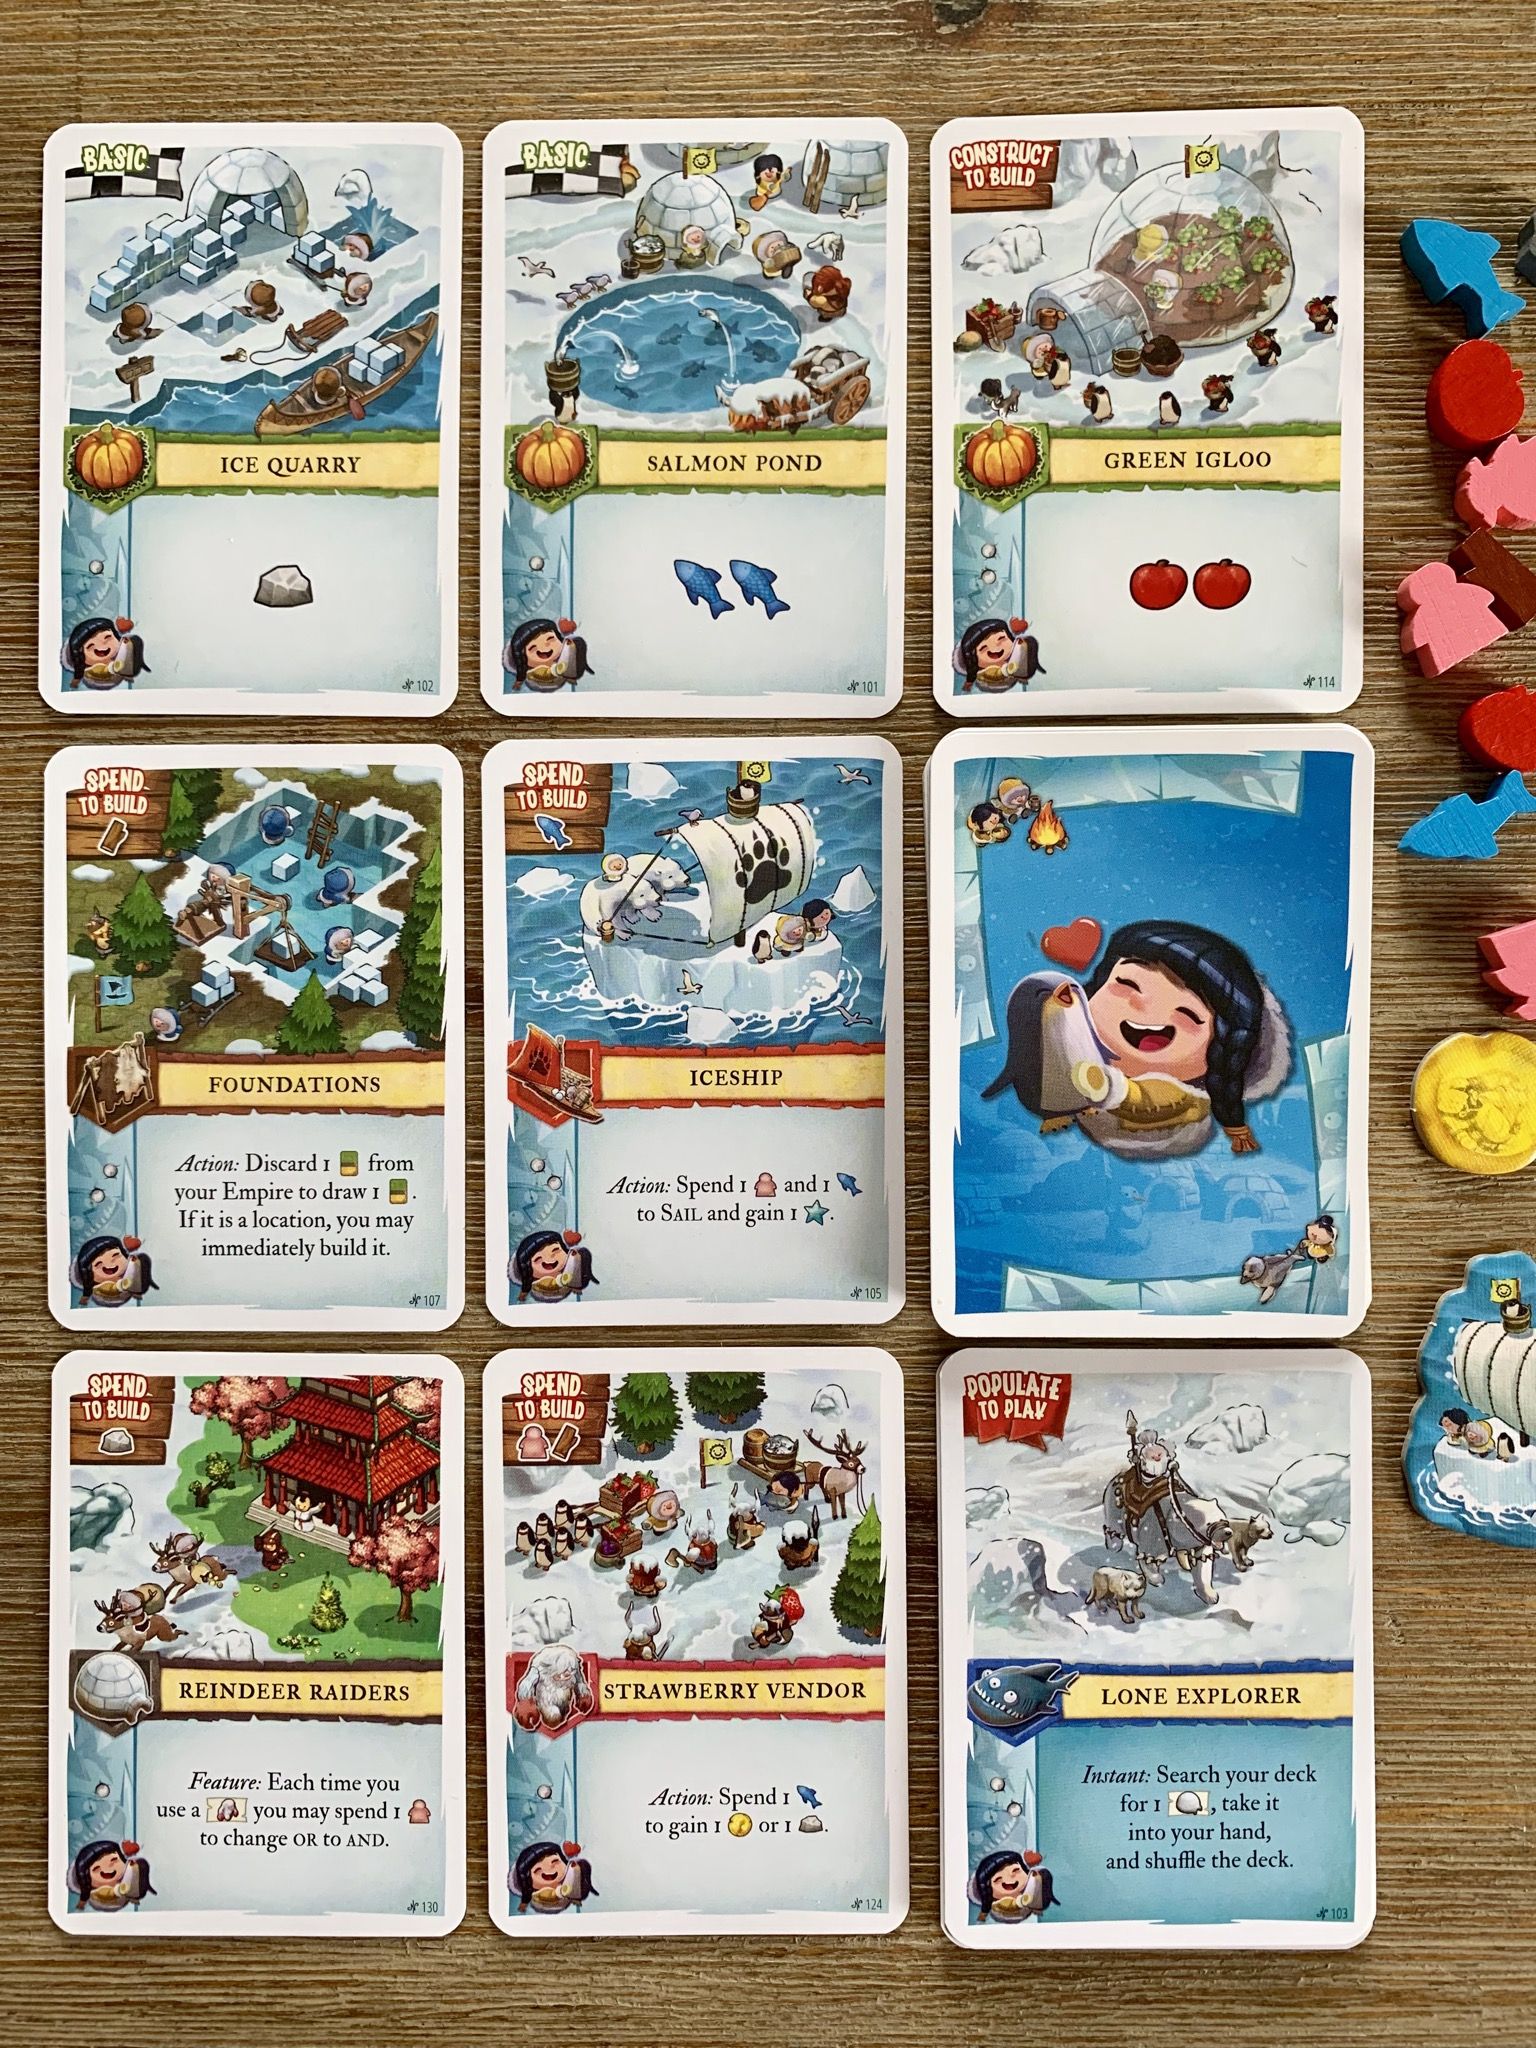 BASIC
ICE QUARRY
102
BASIC
SALMON POND
101
CONSTRUCT
TO BUILD
GREEN IGLOO
114
SPEND
TO BUILD
FOUNDATIONS
Action: Discard 1 from
your Empire to draw 1 .
If it is a location, you may
immediately build it.
107
SPEND
TO BUILD
ICESHIP
Action: Spend 1 and 1
to SAIL and gain 1 .
105
SPEND
TO BUILD
REINDEER RAIDERS
Feature: Each time you
use a you may spend 1
to change OR to AND.
130
SPEND
TO BUILD
STRAWBERRY VENDOR
Action: Spend 1
to gain 1 or 1 .
124
POPULATE
TO PLAY
LONE EXPLORER
Instant: Search your deck
for 1 , take it
into your hand,
and shuffle the deck.
103